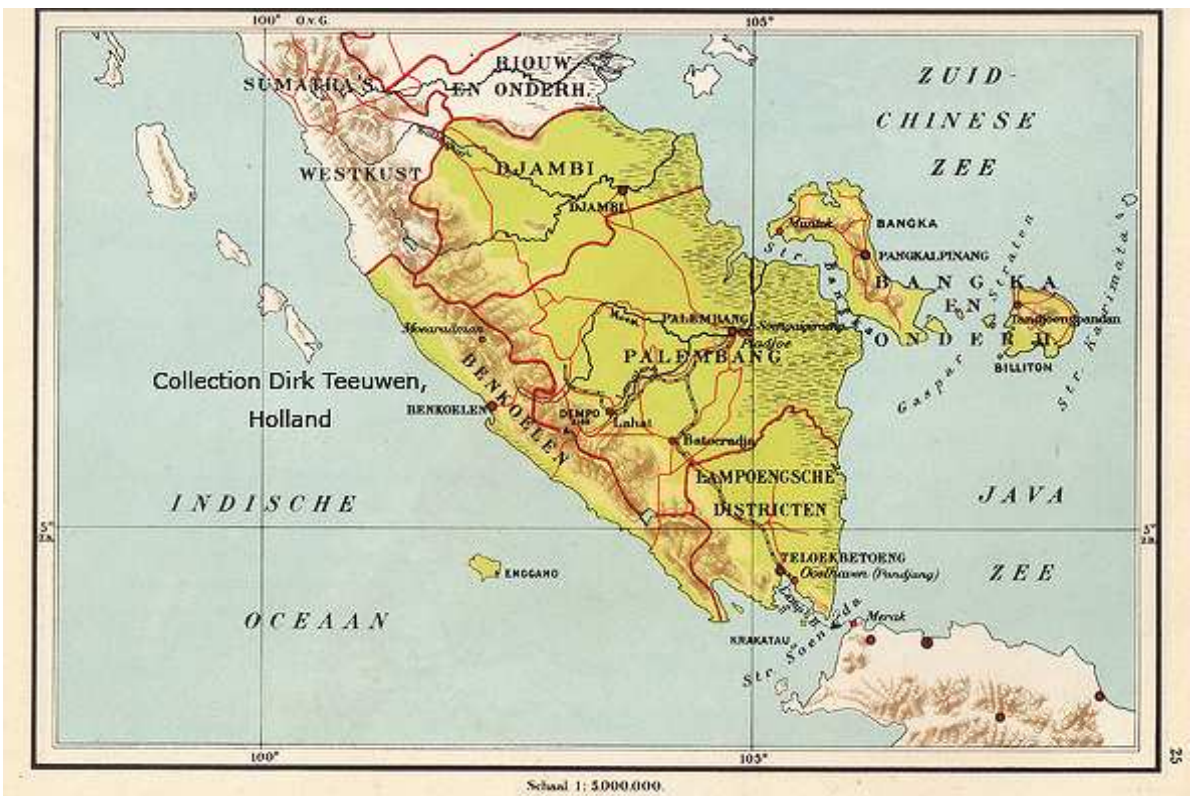 100° O.v.G. 105°
RIOUW
EN ONDERH.
SUMATRA'S
WESTKUST
ZUID-
CHINESE
ZEE
DJAMBI
DJAMBI
Muntok
BANGKA
PANGKALPINANG
Str. Bangka
BANGKA
EN
ONDERH.
Gaspar Straten
Str. Karimata
Tandjoengpandan
BILLITON
Moesi
PALEMBANG
Pladjoe
PALEMBANG
Moearaaman
BENKOELEN
BENKOELEN
DEMPO
Lahat
Batoeradja
Collection Dirk Teeuwen,
Holland
LAMPOENGSCHE
DISTRICTEN
INDISCHE
OCEAAN
JAVA
ZEE
5°
Z.B.
5°
Z.B.
ENGGANO
TELOEKBETOENG
Oosthaven (Pandjang)
KRAKATAU
Str. Soenda
Merak
100° 105°
Schaal 1: 5.000.000.
25